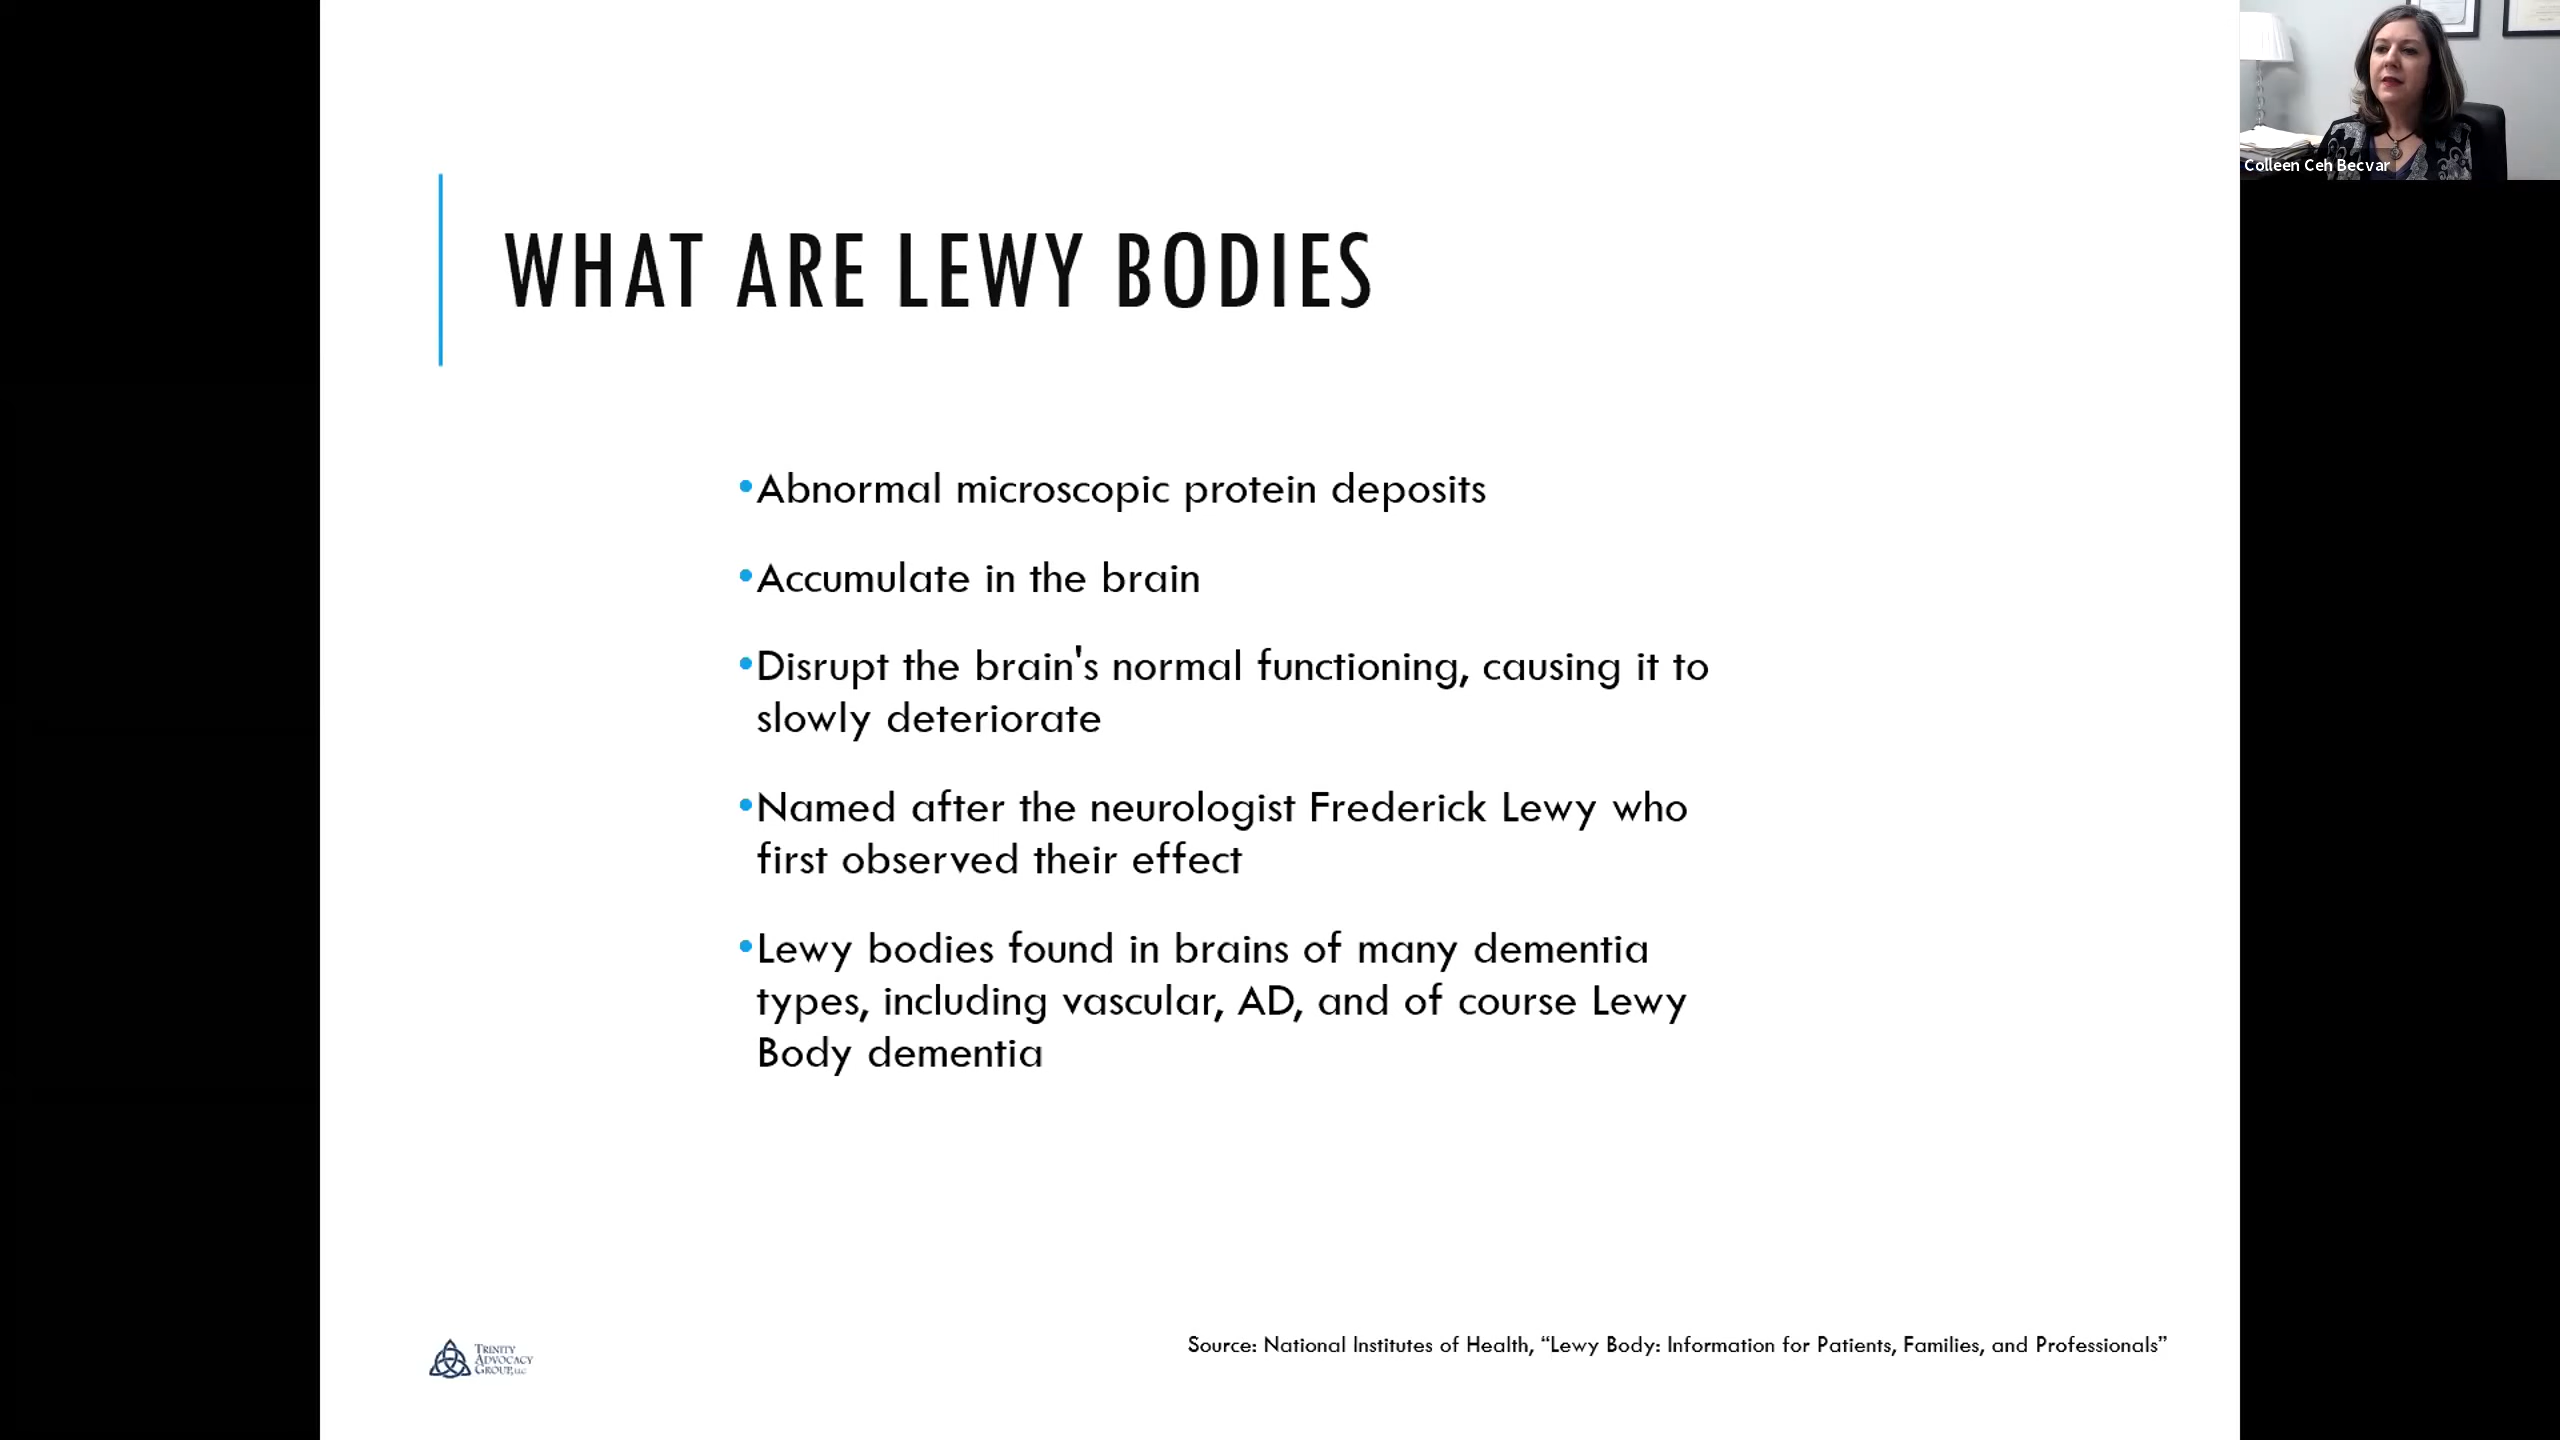 Colleen Ceh Becvar
WHAT ARE LEWY BODIES
•Abnormal microscopic protein deposits
•Accumulate in the brain
•Disrupt the brain's normal functioning, causing it to
slowly deteriorate
•Named after the neurologist Frederick Lewy who
first observed their effect
•Lewy bodies found in brains of many dementia
types, including vascular, AD, and of course Lewy
Body dementia
TRINITY
ADVOCACY
GROUP, LLC
Source: National Institutes of Health, “Lewy Body: Information for Patients, Families, and Professionals”